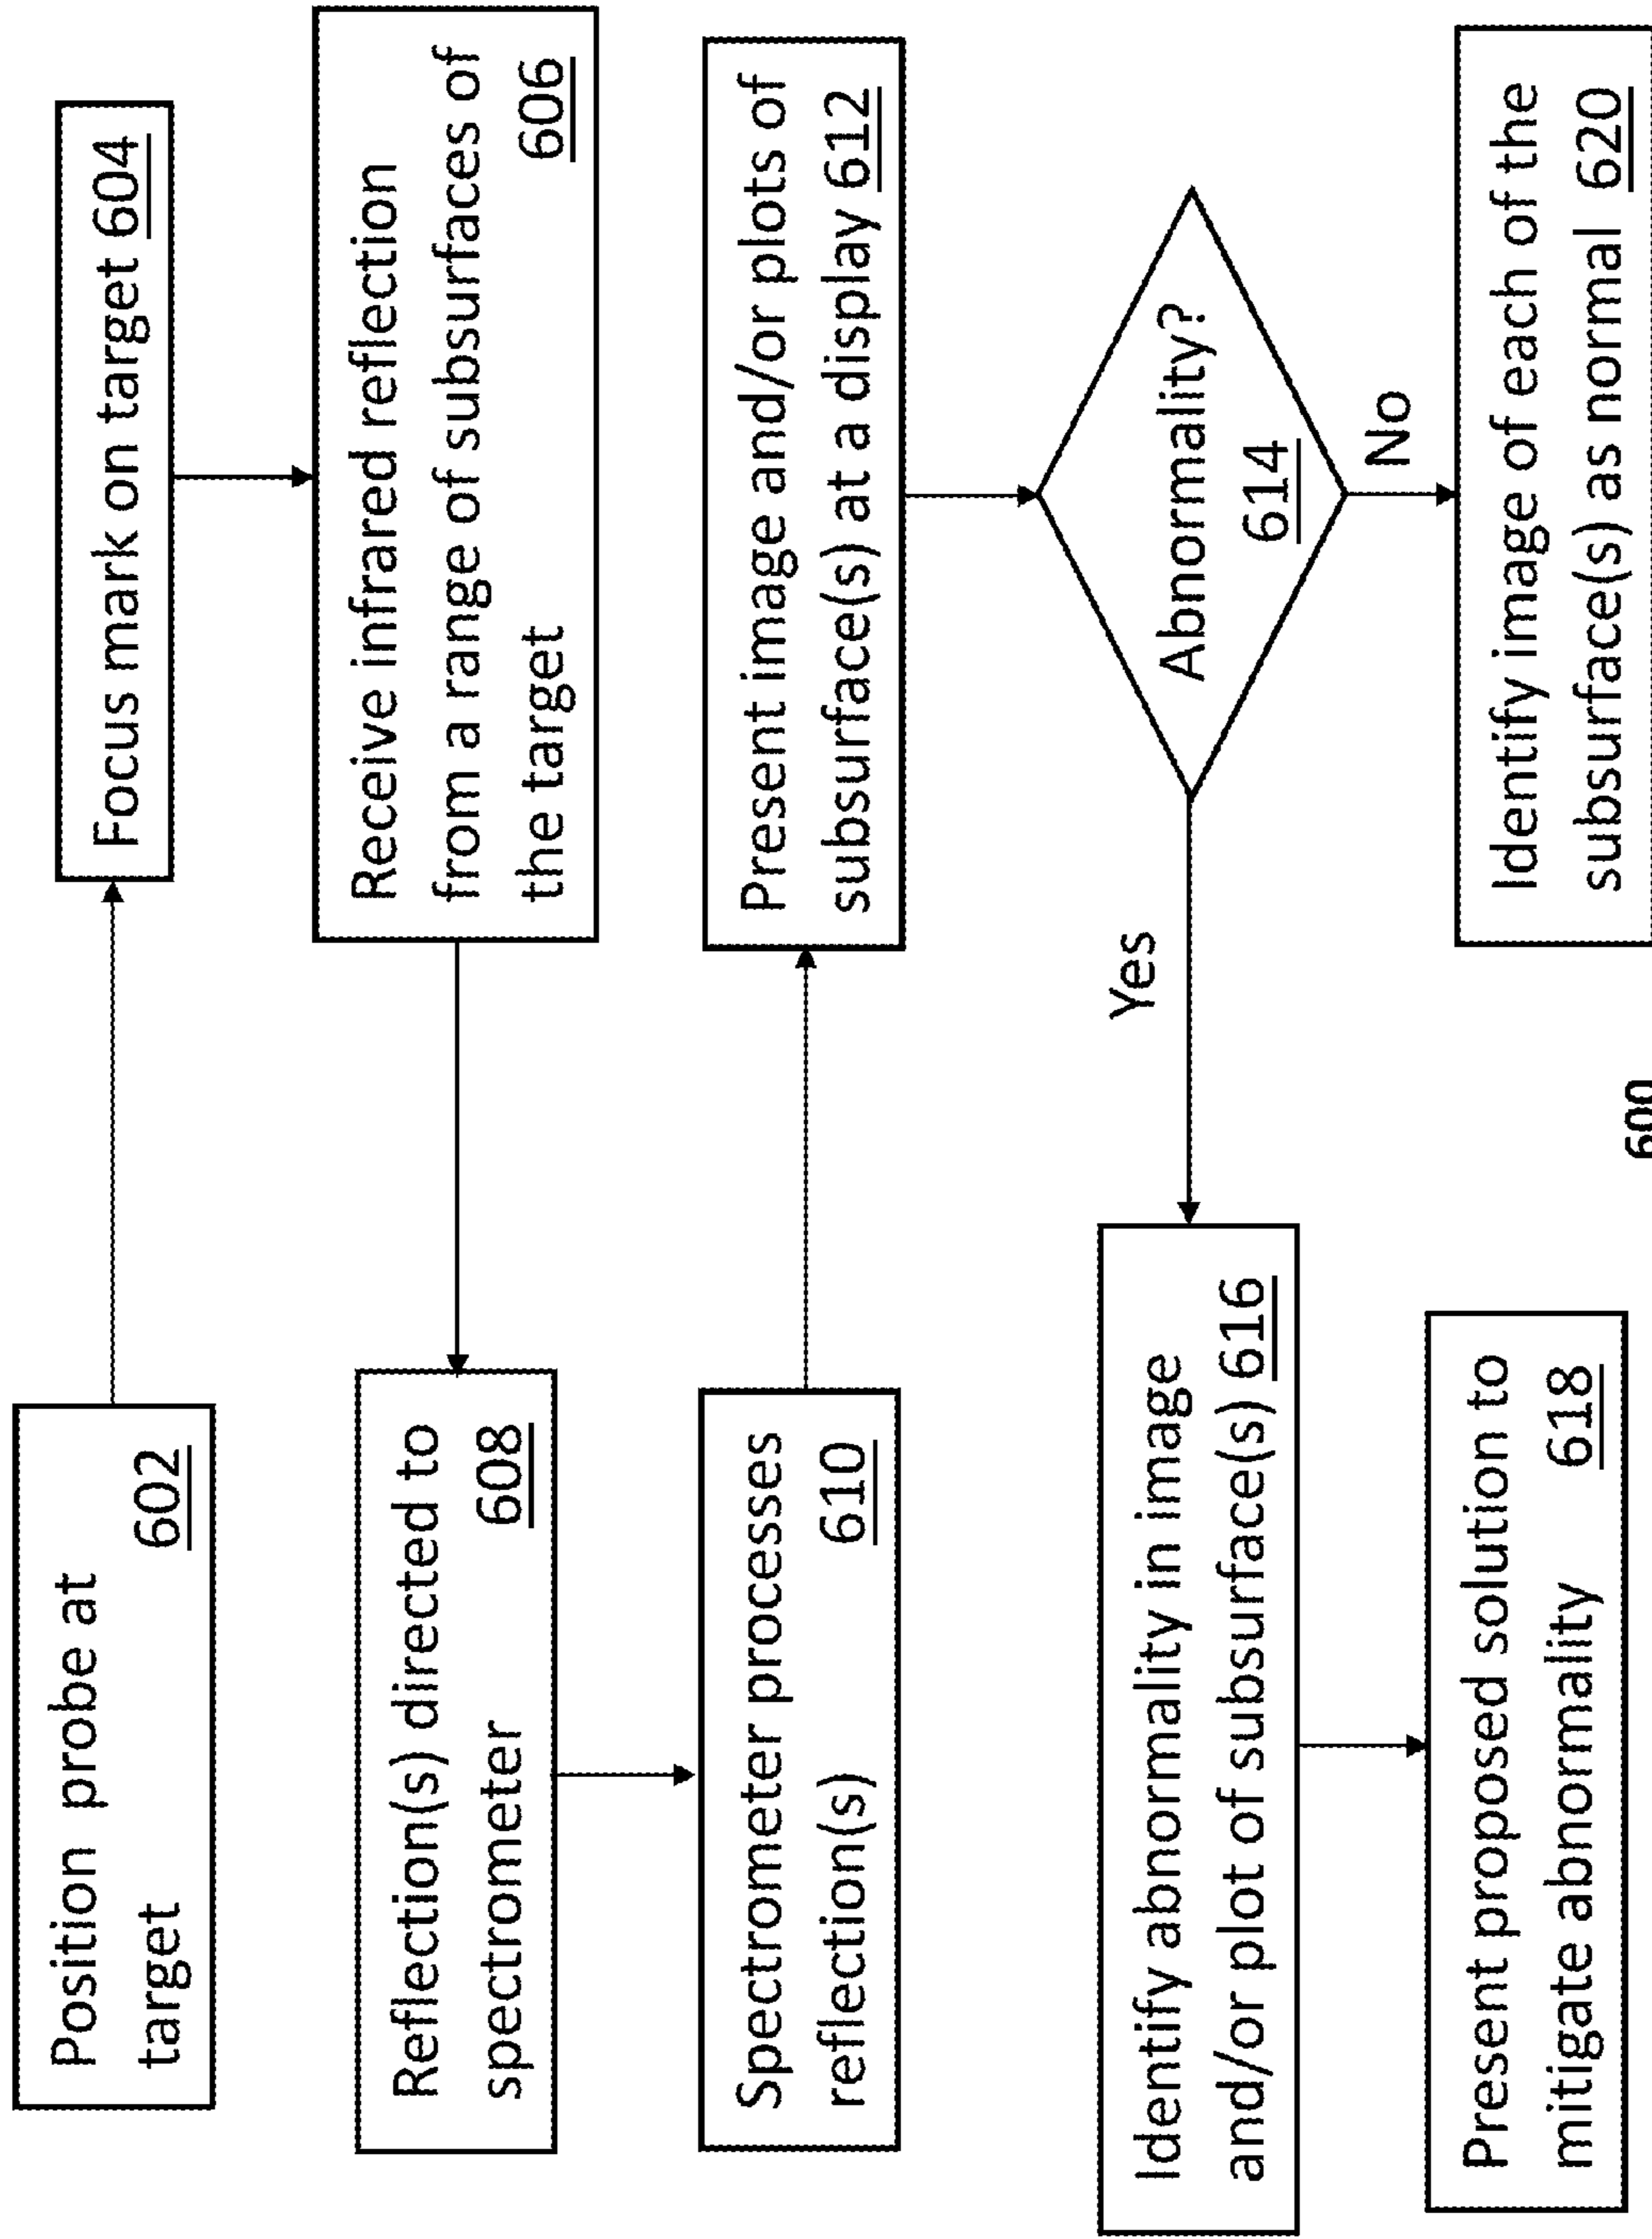 Position probe at
target 602
Focus mark on target 604
Receive infrared reflection
from a range of subsurfaces of
the target 606
Reflection(s) directed to
spectrometer 608
Spectrometer processes
reflection(s) 610
Present image and/or plots of
subsurface(s) at a display 612
Abnormality?
614
Yes
No
Identify abnormality in image
and/or plot of subsurface(s) 616
Present proposed solution to
mitigate abnormality 618
Identify image of each of the
subsurface(s) as normal 620
600